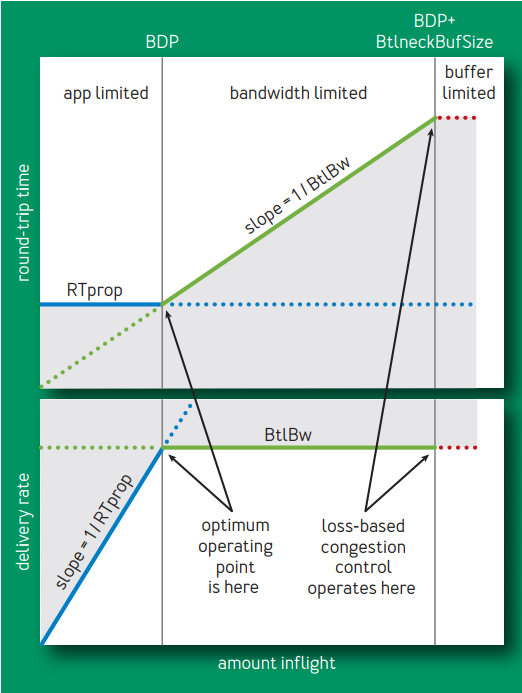 BDP
BDP+
BtlneckBufSize
app limited
bandwidth limited
buffer
limited
round-trip time
slope = 1 / BtlBw
RTprop
BtlBw
delivery rate
slope = 1 / RTprop
optimum
operating
point
is here
loss-based
congestion
control
operates here
amount inflight